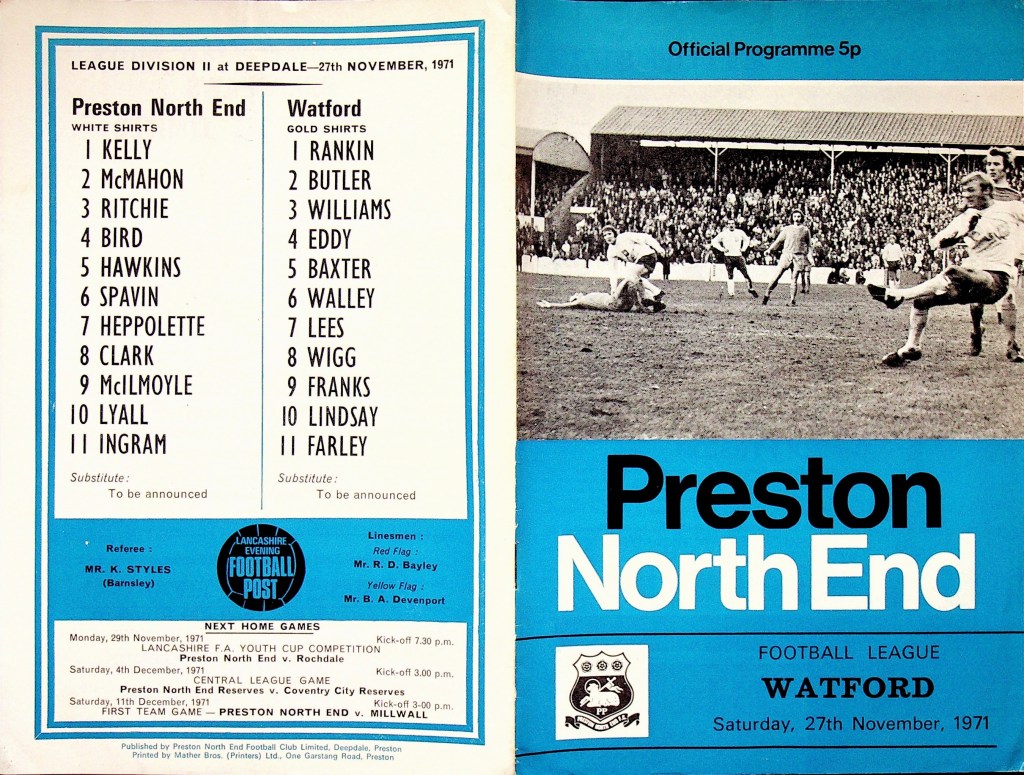 LEAGUE DIVISION II at DEEPDALE—27th NOVEMBER, 1971
Preston North End
WHITE SHIRTS
1 KELLY
2 McMAHON
3 RITCHIE
4 BIRD
5 HAWKINS
6 SPAVIN
7 HEPPOLETTE
8 CLARK
9 McILMOYLE
10 LYALL
11 INGRAM
Substitute:
To be announced
Watford
GOLD SHIRTS
1 RANKIN
2 BUTLER
3 WILLIAMS
4 EDDY
5 BAXTER
6 WALLEY
7 LEES
8 WIGG
9 FRANKS
10 LINDSAY
11 FARLEY
Substitute:
To be announced
Referee:
MR. K. STYLES
(Barnsley)
LANCASHIRE
EVENING
FOOTBALL
POST
Linesmen:
Red Flag:
Mr. R. D. Bayley
Yellow Flag:
Mr. B. A. Devenport
NEXT HOME GAMES
Monday, 29th November, 1971 Kick-off 7.30 p.m.
LANCASHIRE F.A. YOUTH CUP COMPETITION
Preston North End v. Rochdale
Saturday, 4th December, 1971 Kick-off 3.00 p.m.
CENTRAL LEAGUE GAME
Preston North End Reserves v. Coventry City Reserves
Saturday, 11th December, 1971 Kick-off 3-00 p.m.
FIRST TEAM GAME — PRESTON NORTH END v. MILLWALL
Published by Preston North End Football Club Limited, Deepdale, Preston
Printed by Mather Bros. (Printers) Ltd., One Garstang Road, Preston
Official Programme 5p
Preston
North End
FOOTBALL LEAGUE
WATFORD
Saturday, 27th November, 1971
PP